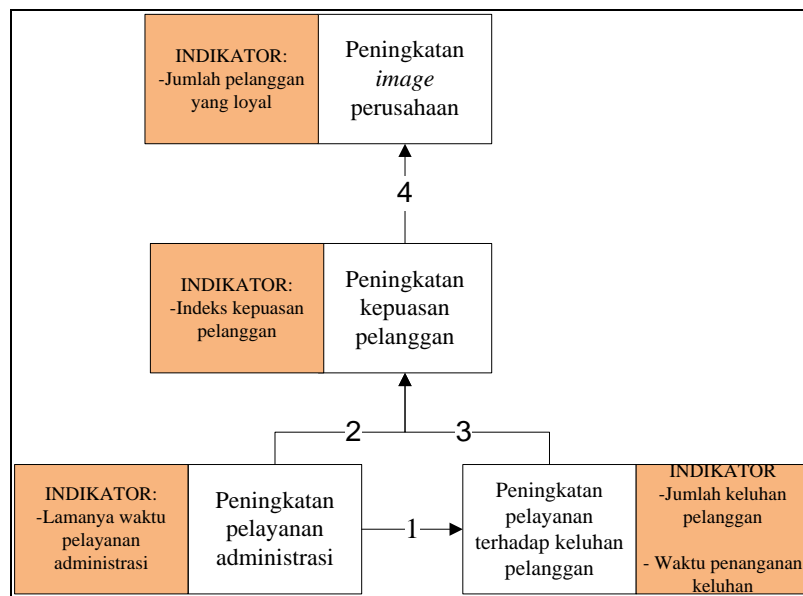 INDIKATOR:
-Jumlah pelanggan
yang loyal
Peningkatan
image
perusahaan
4
INDIKATOR:
-Indeks kepuasan
pelanggan
Peningkatan
kepuasan
pelanggan
2
3
INDIKATOR:
-Lamanya waktu
pelayanan
administrasi
Peningkatan
pelayanan
administrasi
1
Peningkatan
pelayanan
terhadap keluhan
pelanggan
INDIKATOR
-Jumlah keluhan
pelanggan
- Waktu penanganan
keluhan